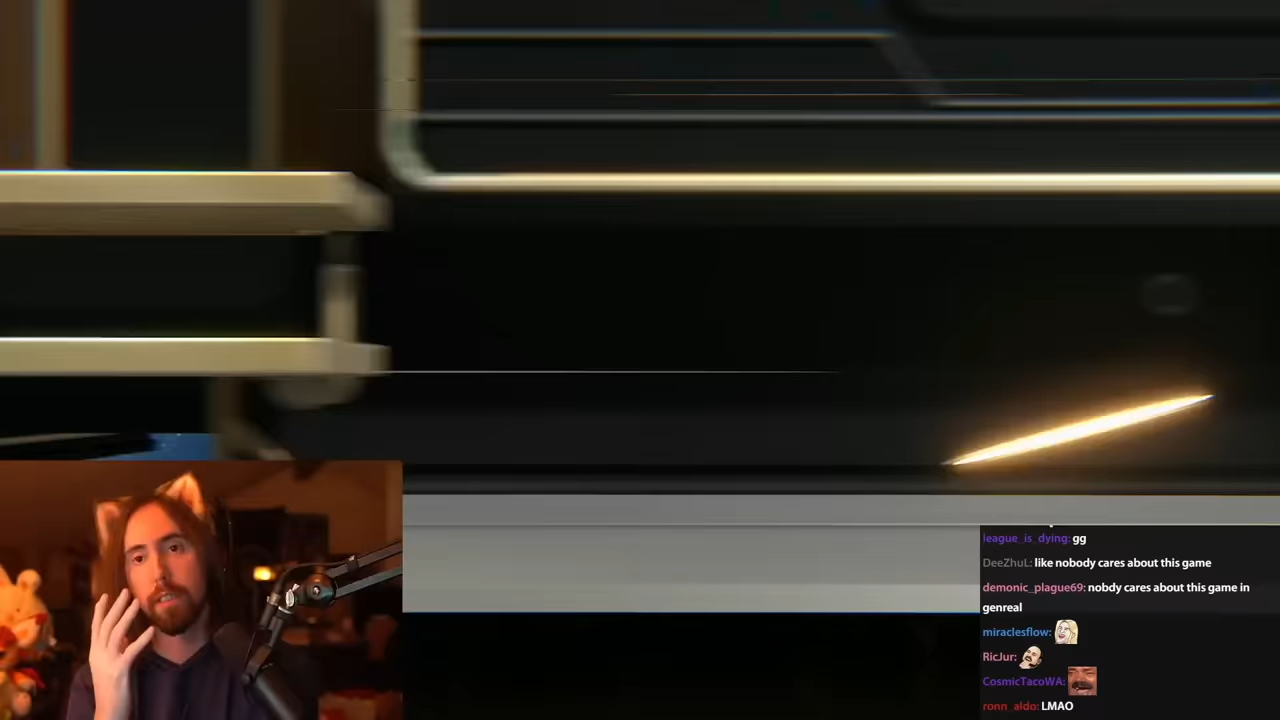 league_is_dying: gg
DeeZhuL: like nobody cares about this game
demonic_plague69: nobdy cares about this game in
genreal
miraclesflow:
RicJur:
CosmicTacoWA:
ronn_aldo: LMAO